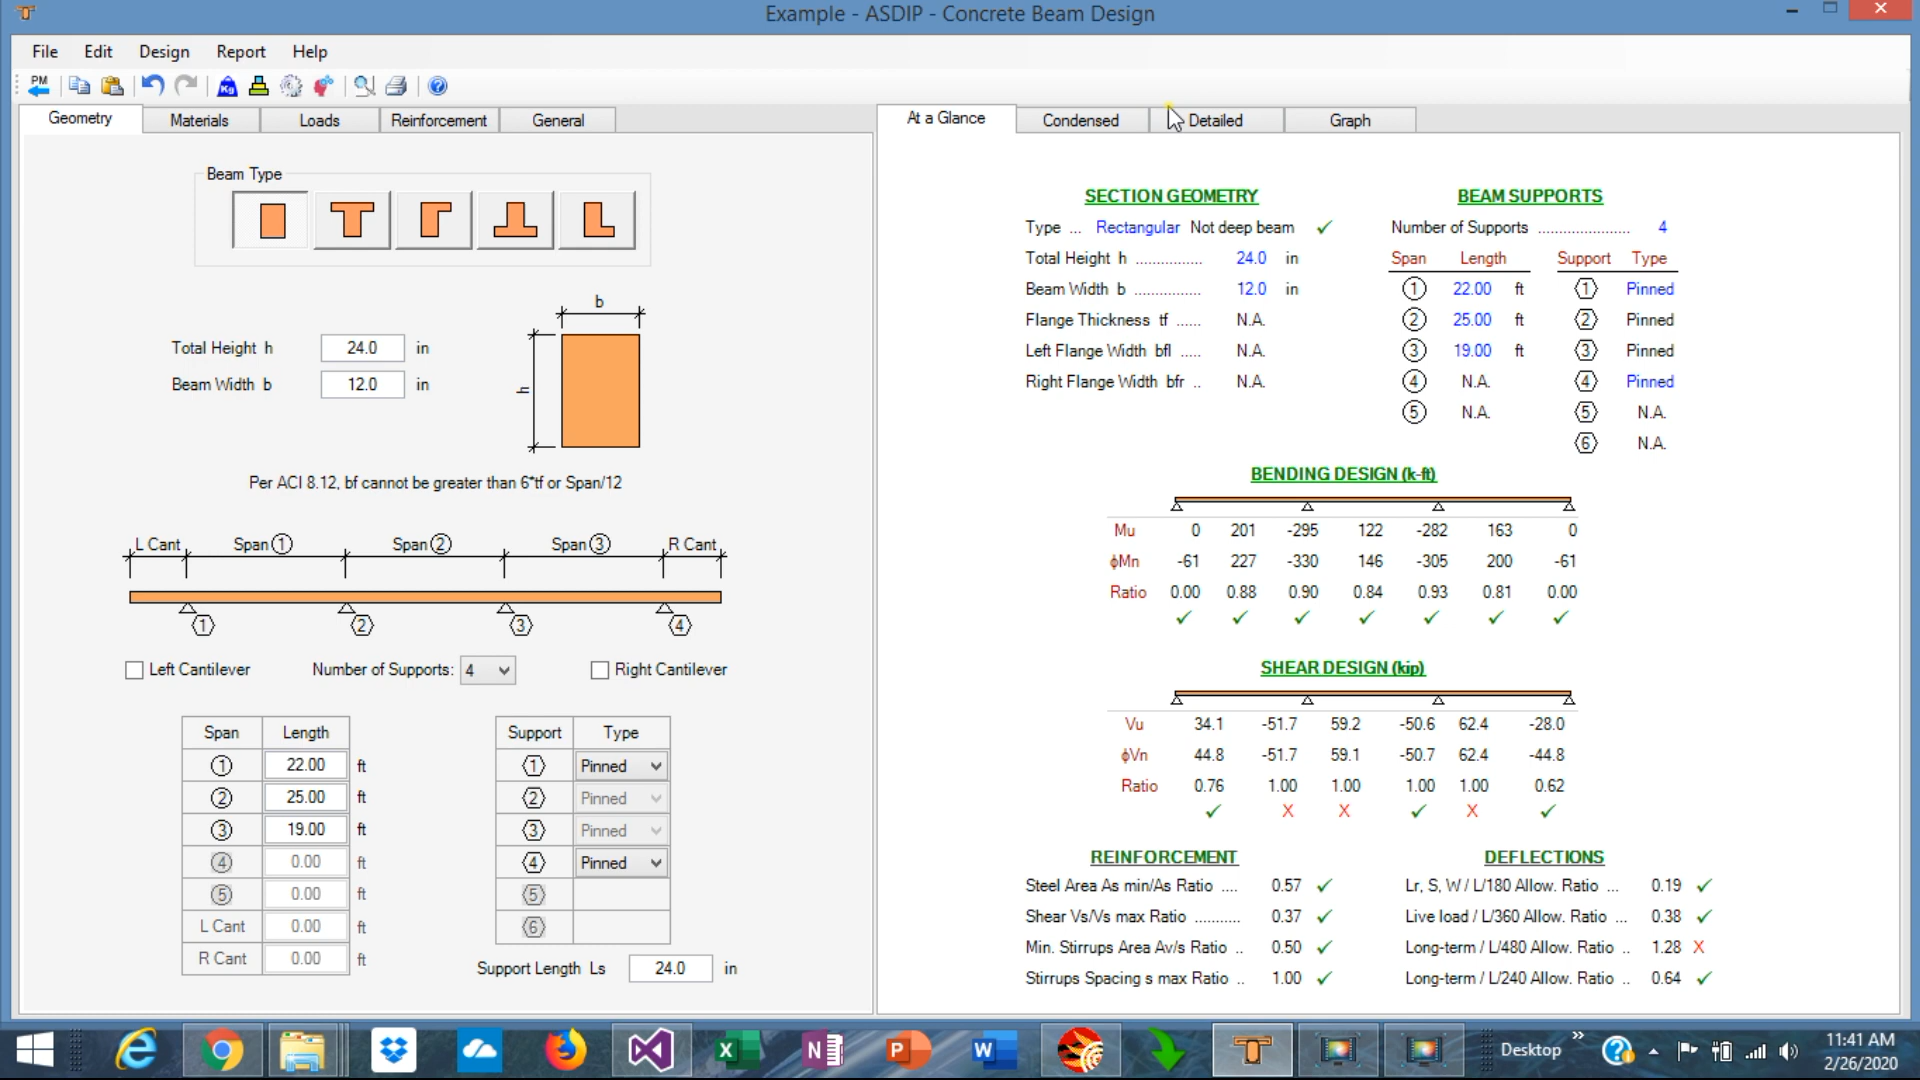 Example - ASDIP - Concrete Beam Design
File Edit Design Report Help
PM Kg
Geometry Materials Loads Reinforcement General
Beam Type
Total Height h 24.0 in
Beam Width b 12.0 in
b
h
Per ACI 8.12, bf cannot be greater than 6*tf or Span/12
L Cant Span 1 Span 2 Span 3 R Cant
1 2 3 4
Left Cantilever Number of Supports: 4 Right Cantilever
Span Length
1 22.00 ft
2 25.00 ft
3 19.00 ft
4 0.00 ft
5 0.00 ft
L Cant 0.00 ft
R Cant 0.00 ft
Support Type
1 Pinned
2 Pinned
3 Pinned
4 Pinned
5
6
Support Length Ls 24.0 in
At a Glance Condensed Detailed Graph
SECTION GEOMETRY
Type ... Rectangular Not deep beam ✓
Total Height h ................ 24.0 in
Beam Width b ................ 12.0 in
Flange Thickness tf ...... N.A.
Left Flange Width bfl ..... N.A.
Right Flange Width bfr .. N.A.
BEAM SUPPORTS
Number of Supports ...................... 4
Span Length Support Type
1 22.00 ft 1 Pinned
2 25.00 ft 2 Pinned
3 19.00 ft 3 Pinned
4 N.A. 4 Pinned
5 N.A. 5 N.A.
6 N.A.
BENDING DESIGN (k-ft)
Mu 0 201 -295 122 -282 163 0
ϕMn -61 227 -330 146 -305 200 -61
Ratio 0.00 0.88 0.90 0.84 0.93 0.81 0.00
✓ ✓ ✓ ✓ ✓ ✓ ✓
SHEAR DESIGN (kip)
Vu 34.1 -51.7 59.2 -50.6 62.4 -28.0
ϕVn 44.8 -51.7 59.1 -50.7 62.4 -44.8
Ratio 0.76 1.00 1.00 1.00 1.00 0.62
✓ X X ✓ X ✓
REINFORCEMENT
Steel Area As min/As Ratio .... 0.57 ✓
Shear Vs/Vs max Ratio ........... 0.37 ✓
Min. Stirrups Area Av/s Ratio .. 0.50 ✓
Stirrups Spacing s max Ratio .. 1.00 ✓
DEFLECTIONS
Lr, S, W / L/180 Allow. Ratio ... 0.19 ✓
Live load / L/360 Allow. Ratio ... 0.38 ✓
Long-term / L/480 Allow. Ratio .. 1.28 X
Long-term / L/240 Allow. Ratio .. 0.64 ✓
Desktop
11:41 AM
2/26/2020